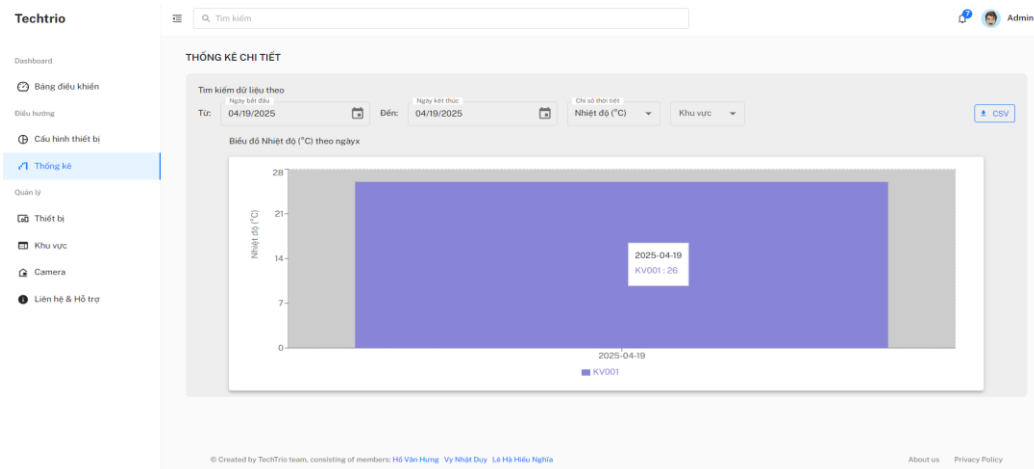 Techtrio
Tìm kiếm
7
Admin
Dashboard
Bảng điều khiển
Điều hướng
Cấu hình thiết bị
Thống kê
Quản lý
Thiết bị
Khu vực
Camera
Liên hệ & Hỗ trợ
THỐNG KÊ CHI TIẾT
Tìm kiếm dữ liệu theo
Từ: Ngày bắt đầu 04/19/2025 Đến: Ngày kết thúc 04/19/2025 Chỉ số thời tiết Nhiệt độ (°C) Khu vực CSV
Biểu đồ Nhiệt độ (°C) theo ngàyx
Nhiệt độ (°C)
28
21
14
7
0
2025-04-19
KV001 : 26
2025-04-19
KV001
© Created by TechTrio team, consisting of members: Hồ Văn Hưng Vy Nhật Duy Lê Hà Hiếu Nghĩa
About us Privacy Policy